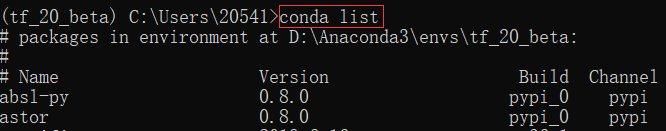 (tf_20_beta) C:\Users\20541>conda list
# packages in environment at D:\Anaconda3\envs\tf_20_beta:
#
# Name Version Build Channel
absl-py 0.8.0 pypi_0 pypi
astor 0.8.0 pypi_0 pypi